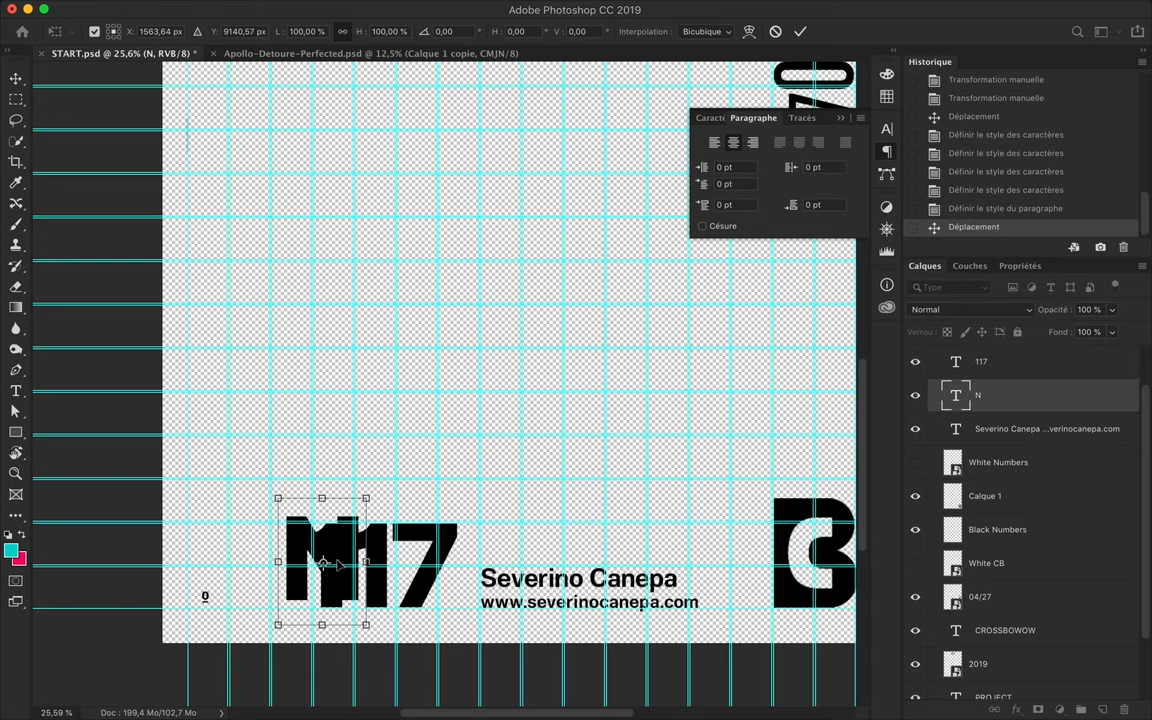 Adobe Photoshop CC 2019
X: 1563,64 px Y: 9140,57 px L: 100,00 % H: 100,00 % 0,00 ° H: 0,00 ° V: 0,00 ° Interpolation : Bicubique
START.psd @ 25,6% (N, RVB/8) * Apollo-Detoure-Perfected.psd @ 12,5% (Calque 1 copie, CMJN/8)
Historique
Transformation manuelle
Transformation manuelle
Déplacement
Définir le style des caractères
Définir le style des caractères
Définir le style des caractères
Définir le style des caractères
Définir le style du paragraphe
Déplacement
Caractè Paragraphe Tracés
0 pt 0 pt
0 pt
0 pt 0 pt
Césure
Calques Couches Propriétés
Type
Normal Opacité : 100 %
Verrou : Fond : 100 %
117
N
Severino Canepa ...verinocanepa.com
White Numbers
Calque 1
Black Numbers
White CB
04/27
CROSSBOWOW
2019
PROJECT
0
N
117
Severino Canepa
www.severinocanepa.com
25,59 % Doc : 199,4 Mo/102,7 Mo